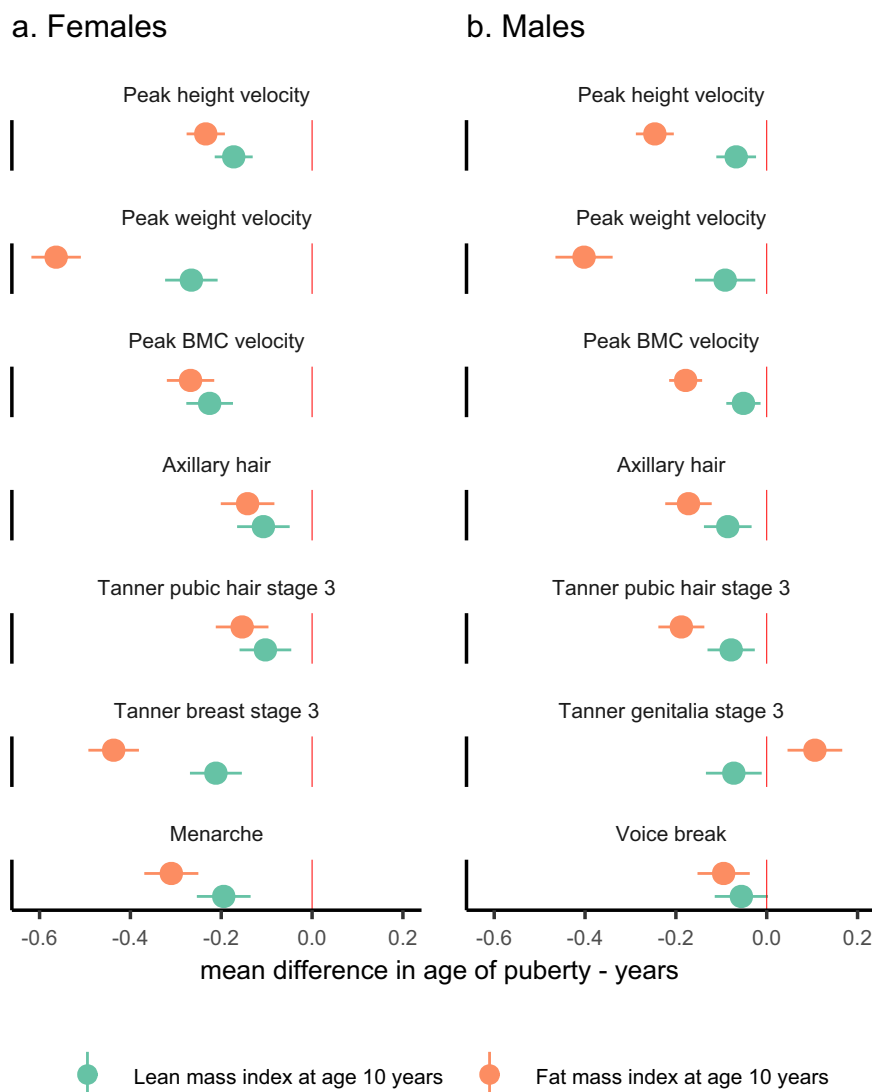 a. Females
b. Males
Peak height velocity
Peak height velocity
Peak weight velocity
Peak weight velocity
Peak BMC velocity
Peak BMC velocity
Axillary hair
Axillary hair
Tanner pubic hair stage 3
Tanner pubic hair stage 3
Tanner breast stage 3
Tanner genitalia stage 3
Menarche
Voice break
-0.6 -0.4 -0.2 0.0 0.2
-0.6 -0.4 -0.2 0.0 0.2
mean difference in age of puberty - years
Lean mass index at age 10 years
Fat mass index at age 10 years